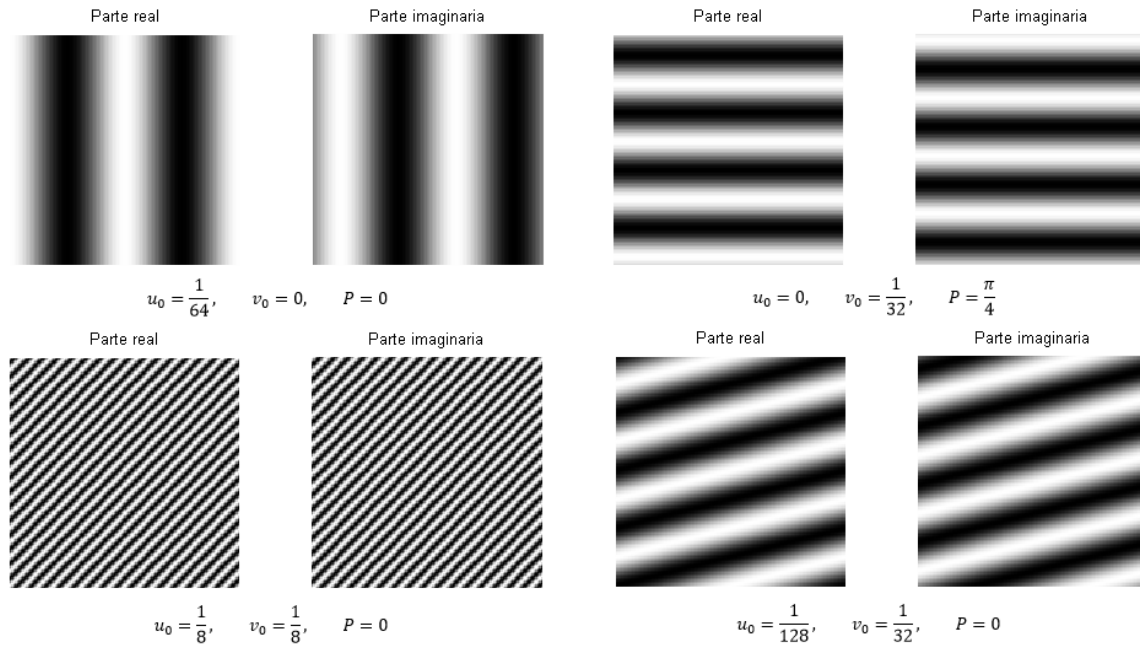 Parte real Parte imaginaria Parte real Parte imaginaria
u₀ = 1/64, v₀ = 0, P = 0 u₀ = 0, v₀ = 1/32, P = π/4
Parte real Parte imaginaria Parte real Parte imaginaria
u₀ = 1/8, v₀ = 1/8, P = 0 u₀ = 1/128, v₀ = 1/32, P = 0